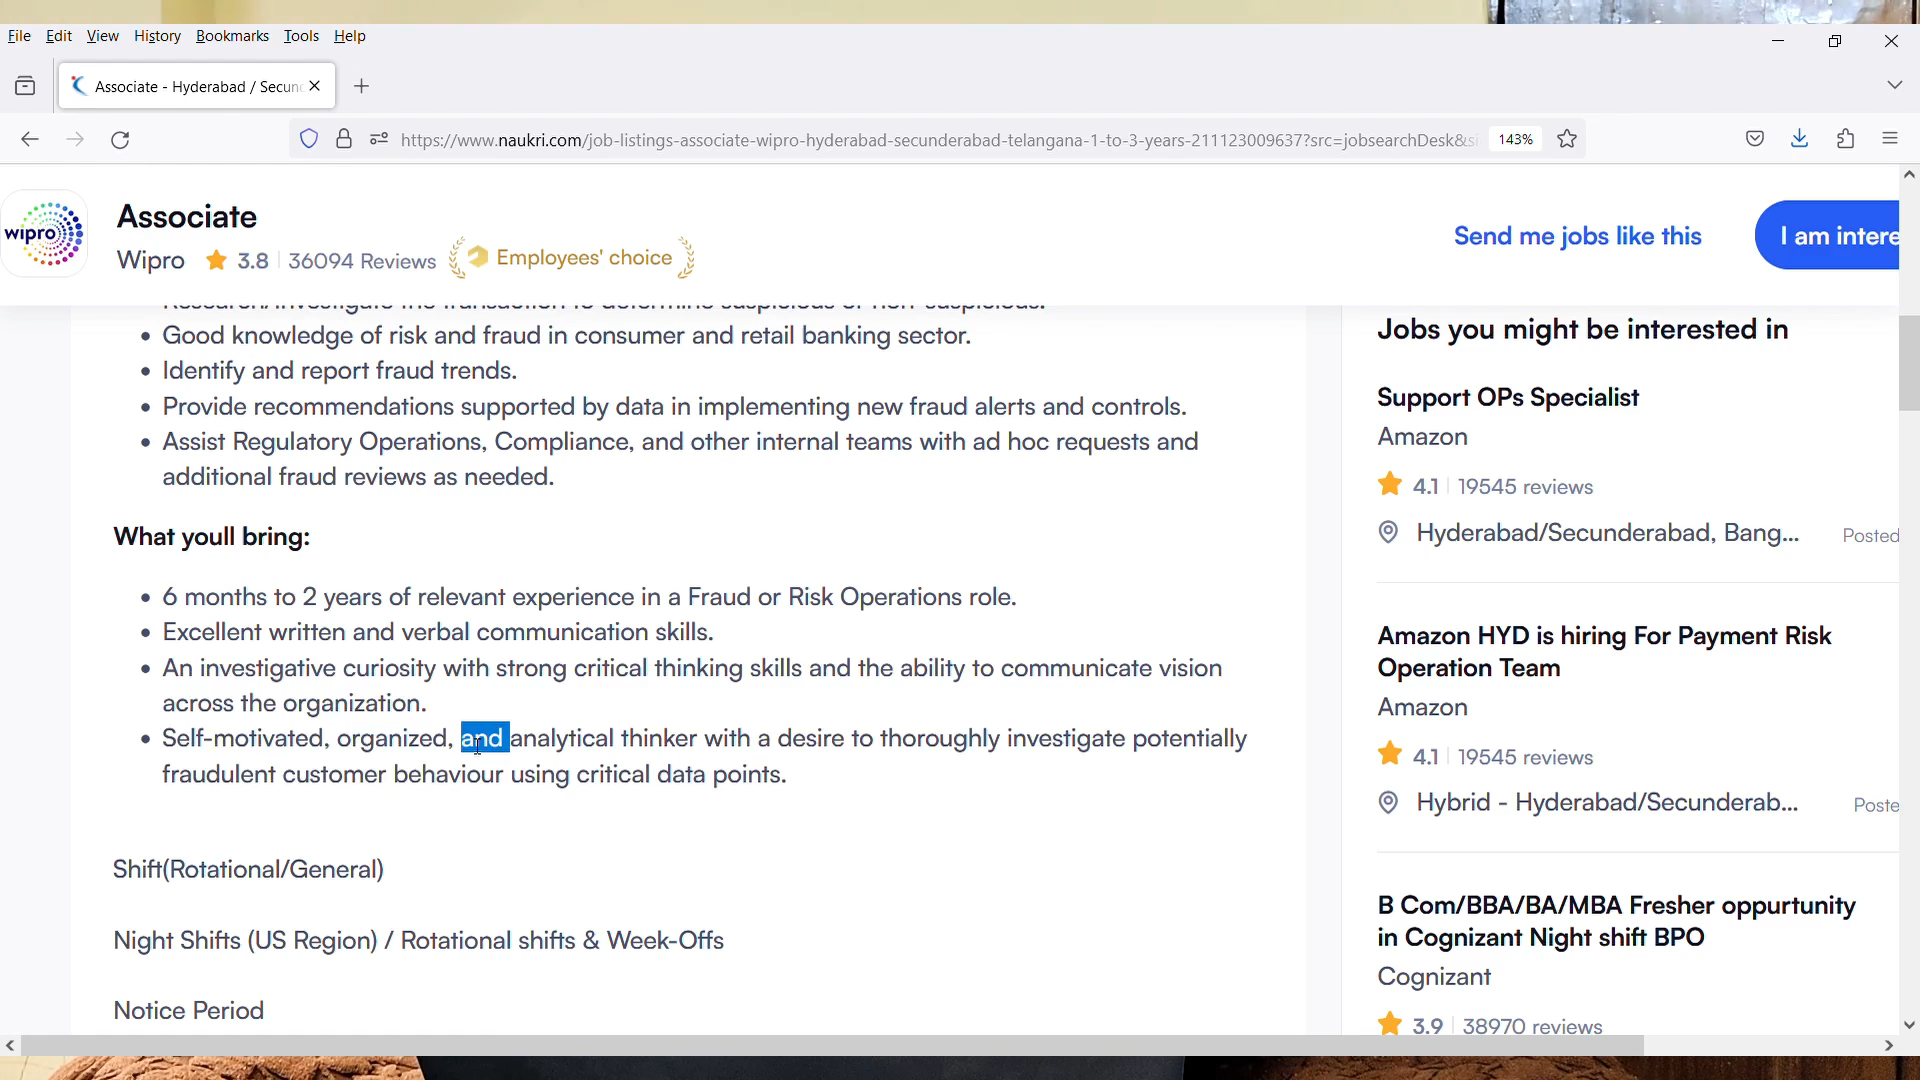 File Edit View History Bookmarks Tools Help
Associate - Hyderabad / Secun
https://www.naukri.com/job-listings-associate-wipro-hyderabad-secunderabad-telangana-1-to-3-years-211123009637?src=jobsearchDesk&si 143%
wipro
Associate
Wipro 3.8 36094 Reviews Employees' choice
Send me jobs like this
I am intere
Research/Investigate the transaction to determine suspicious or non-suspicious.
• Good knowledge of risk and fraud in consumer and retail banking sector.
• Identify and report fraud trends.
• Provide recommendations supported by data in implementing new fraud alerts and controls.
• Assist Regulatory Operations, Compliance, and other internal teams with ad hoc requests and
additional fraud reviews as needed.
What youll bring:
• 6 months to 2 years of relevant experience in a Fraud or Risk Operations role.
• Excellent written and verbal communication skills.
• An investigative curiosity with strong critical thinking skills and the ability to communicate vision
across the organization.
• Self-motivated, organized, and analytical thinker with a desire to thoroughly investigate potentially
fraudulent customer behaviour using critical data points.
Shift(Rotational/General)
Night Shifts (US Region) / Rotational shifts & Week-Offs
Notice Period
Jobs you might be interested in
Support OPs Specialist
Amazon
4.1 19545 reviews
Hyderabad/Secunderabad, Bang... Posted
Amazon HYD is hiring For Payment Risk
Operation Team
Amazon
4.1 19545 reviews
Hybrid - Hyderabad/Secunderab... Poste
B Com/BBA/BA/MBA Fresher oppurtunity
in Cognizant Night shift BPO
Cognizant
3.9 38970 reviews